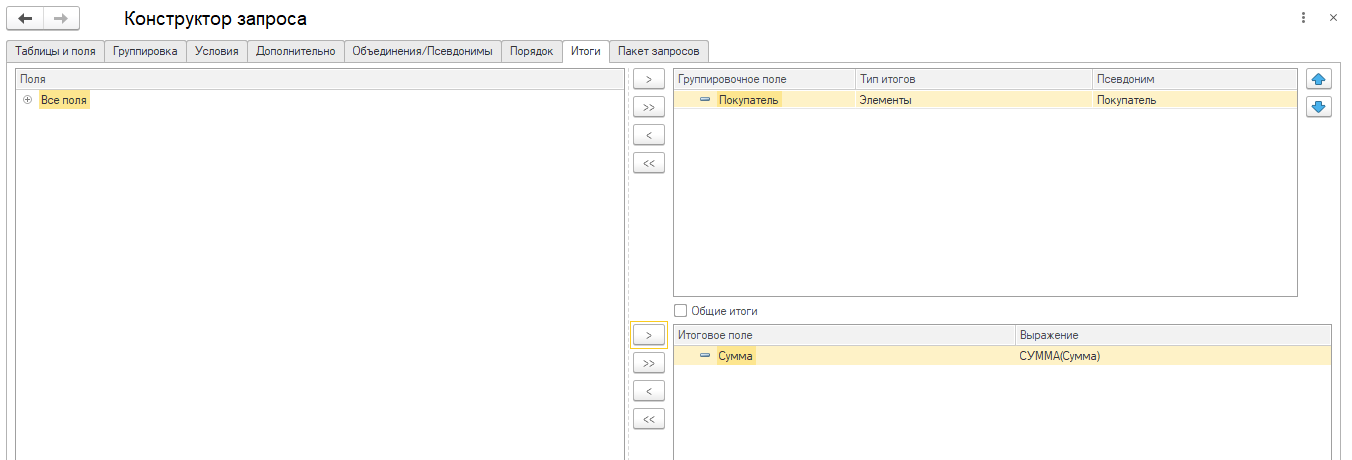 Конструктор запроса
Таблицы и поля Группировка Условия Дополнительно Объединения/Псевдонимы Порядок Итоги Пакет запросов
Поля
Все поля
>
>>
<
<<
Группировочное поле Тип итогов Псевдоним
Покупатель Элементы Покупатель
Общие итоги
>
>>
<
<<
Итоговое поле Выражение
Сумма СУММА(Сумма)